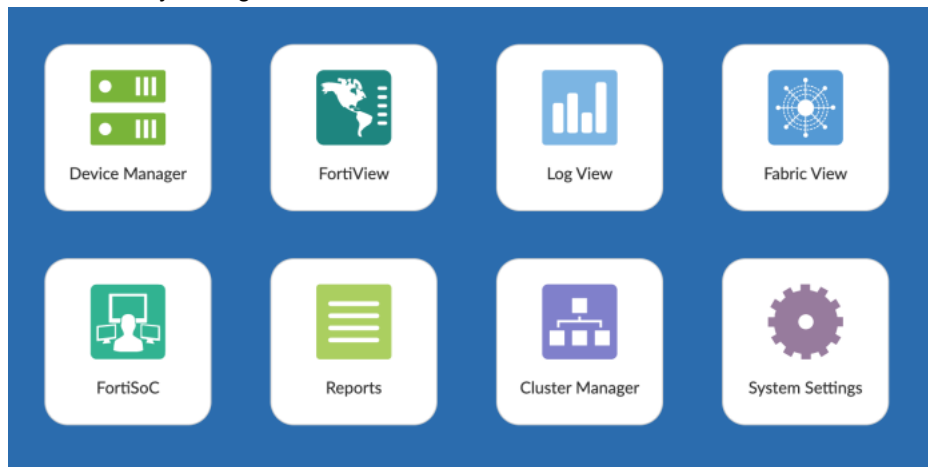 Device Manager
FortiView
Log View
Fabric View
FortiSoC
Reports
Cluster Manager
System Settings